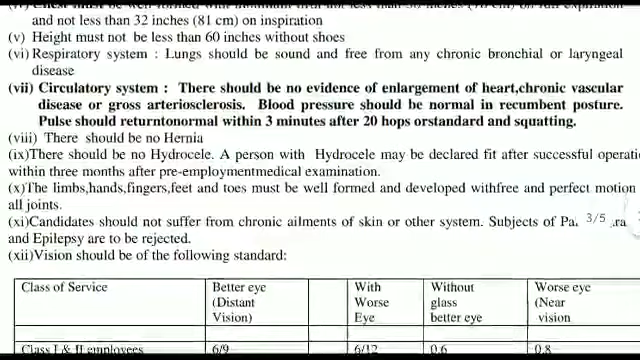 and not less than 32 inches (81 cm) on inspiration
(v) Height must not be less than 60 inches without shoes
(vi) Respiratory system : Lungs should be sound and free from any chronic bronchial or laryngeal
disease
(vii) Circulatory system : There should be no evidence of enlargement of heart,chronic vascular
disease or gross arteriosclerosis. Blood pressure should be normal in recumbent posture.
Pulse should returntonormal within 3 minutes after 20 hops orstandard and squatting.
(viii) There should be no Hernia
(ix)There should be no Hydrocele. A person with Hydrocele may be declared fit after successful
within three months after pre-employmentmedical examination.
(x)The limbs,hands,fingers,feet and toes must be well formed and developed withfree and perfect motion
all joints.
(xi)Candidates should not suffer from chronic ailments of skin or other system. Subjects of 3/5
and Epilepsy are to be rejected.
(xii)Vision should be of the following standard:
Class of Service Better eye (Distant Vision) With Worse Eye Without glass better eye Worse eye (Near vision
Class I & II employees 6/9 6/12 0.6 0.8